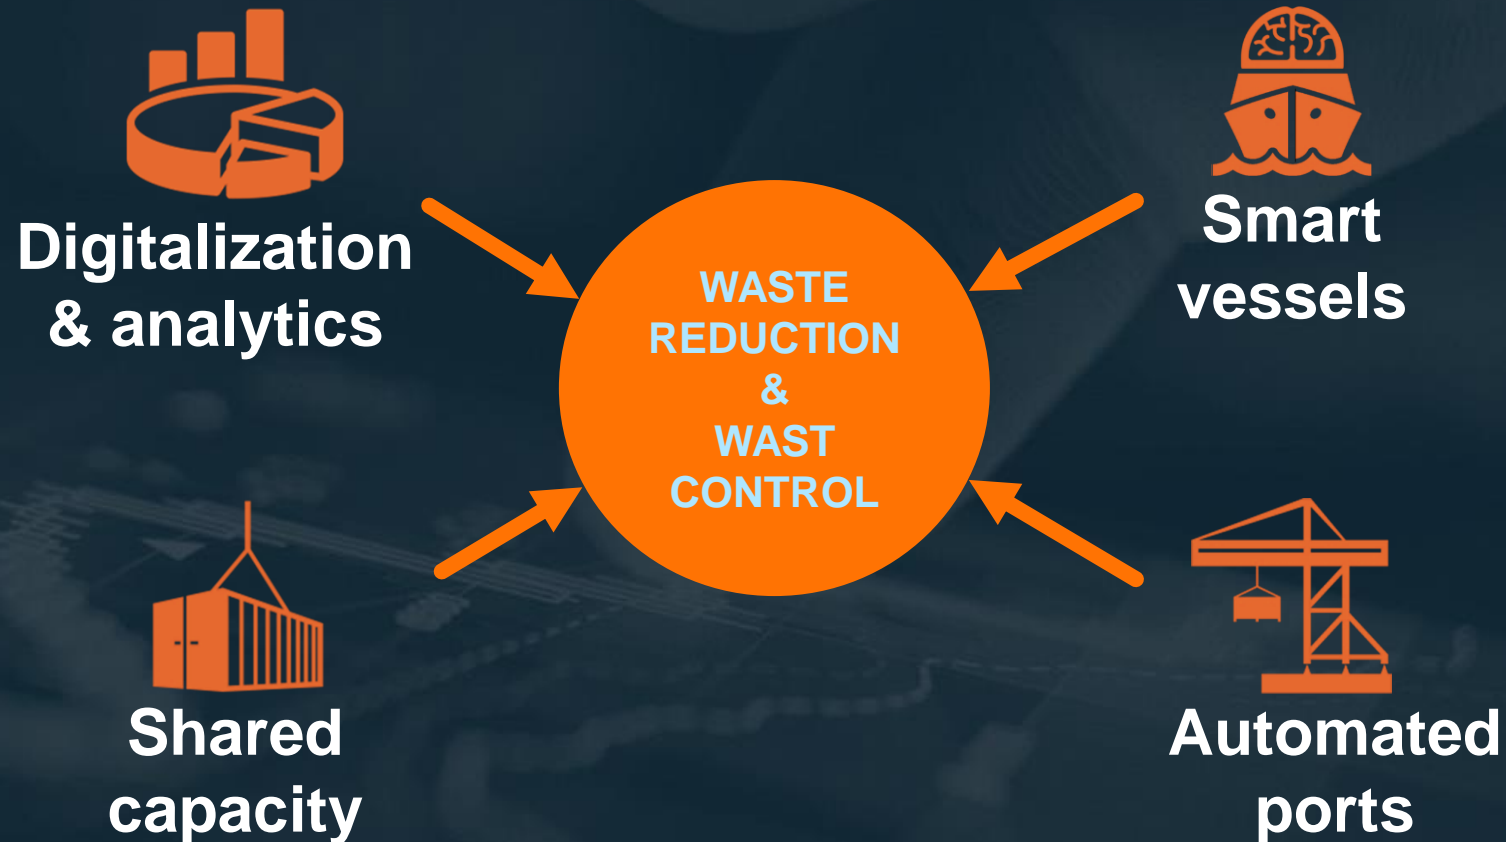 Digitalization
& analytics
Smart
vessels
WASTE
REDUCTION
&
WAST
CONTROL
Shared
capacity
Automated
ports